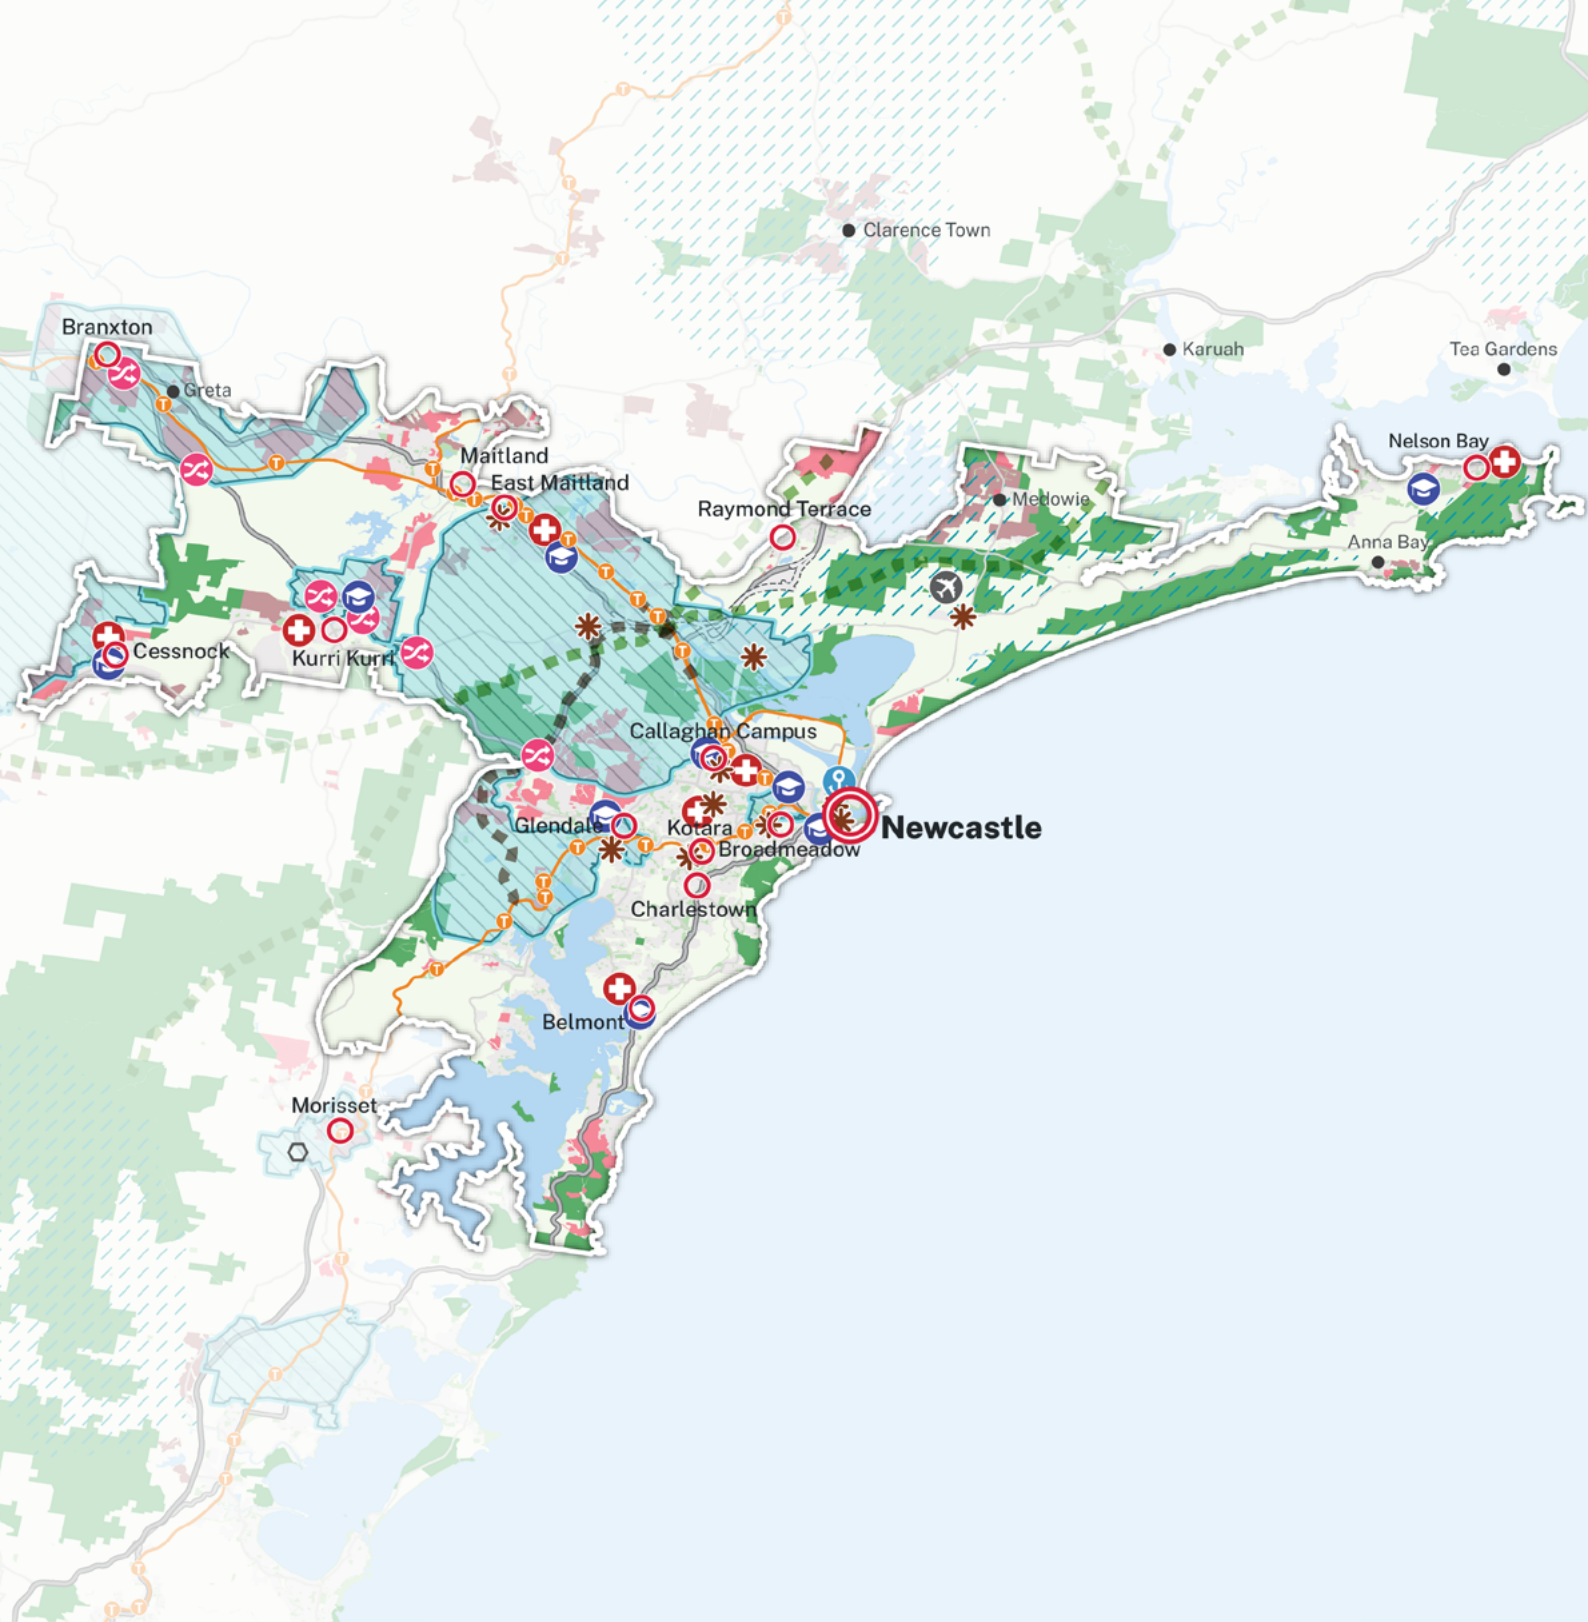 Clarence Town
Branxton
Karuah
Tea Gardens
Greta
Maitland
East Maitland
Nelson Bay
Raymond Terrace
Medowie
Anna Bay
Cessnock
Kurri Kurri
Callaghan Campus
Glendale
Kotara
Newcastle
Broadmeadow
Charlestown
Belmont
Morisset